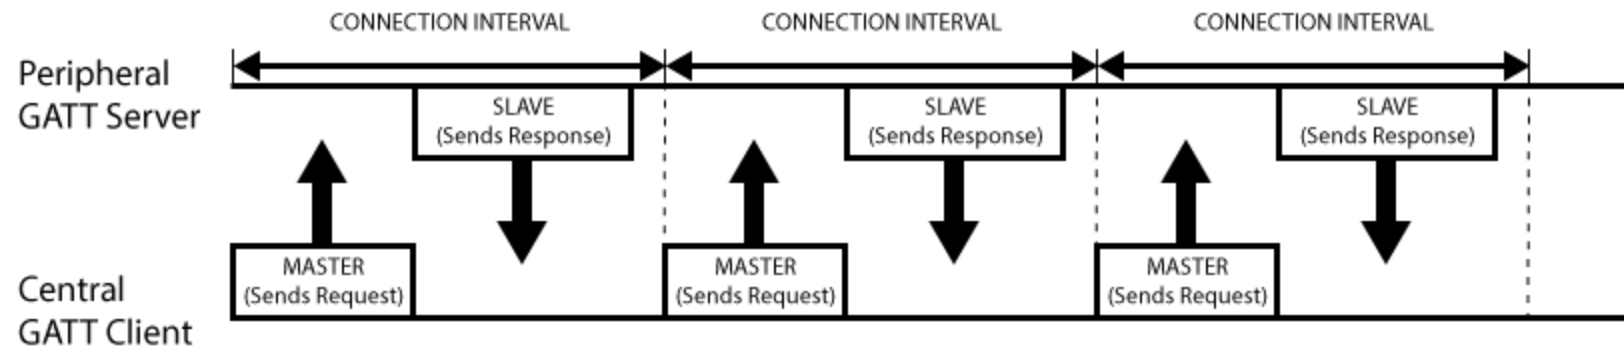 CONNECTION INTERVAL
CONNECTION INTERVAL
CONNECTION INTERVAL
Peripheral
GATT Server
SLAVE
(Sends Response)
SLAVE
(Sends Response)
SLAVE
(Sends Response)
Central
GATT Client
MASTER
(Sends Request)
MASTER
(Sends Request)
MASTER
(Sends Request)